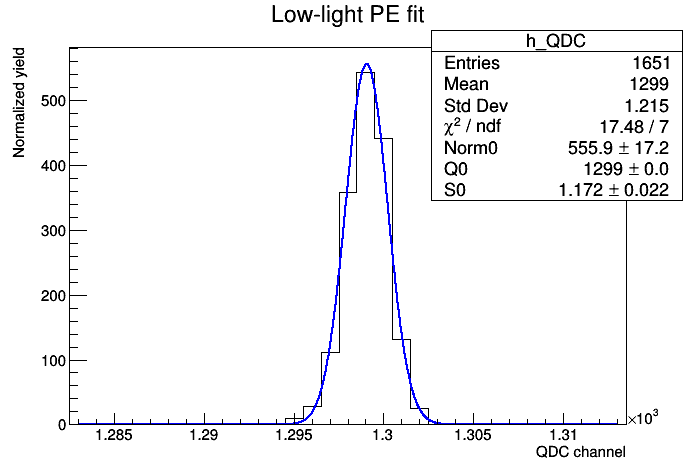 Low-light PE fit
h_QDC
Entries 1651
Mean 1299
Std Dev 1.215
χ² / ndf 17.48 / 7
Norm0 555.9 ± 17.2
Q0 1299 ± 0.0
S0 1.172 ± 0.022
Normalized yield
500
400
300
200
100
0
1.285 1.29 1.295 1.3 1.305 1.31
×10³
QDC channel